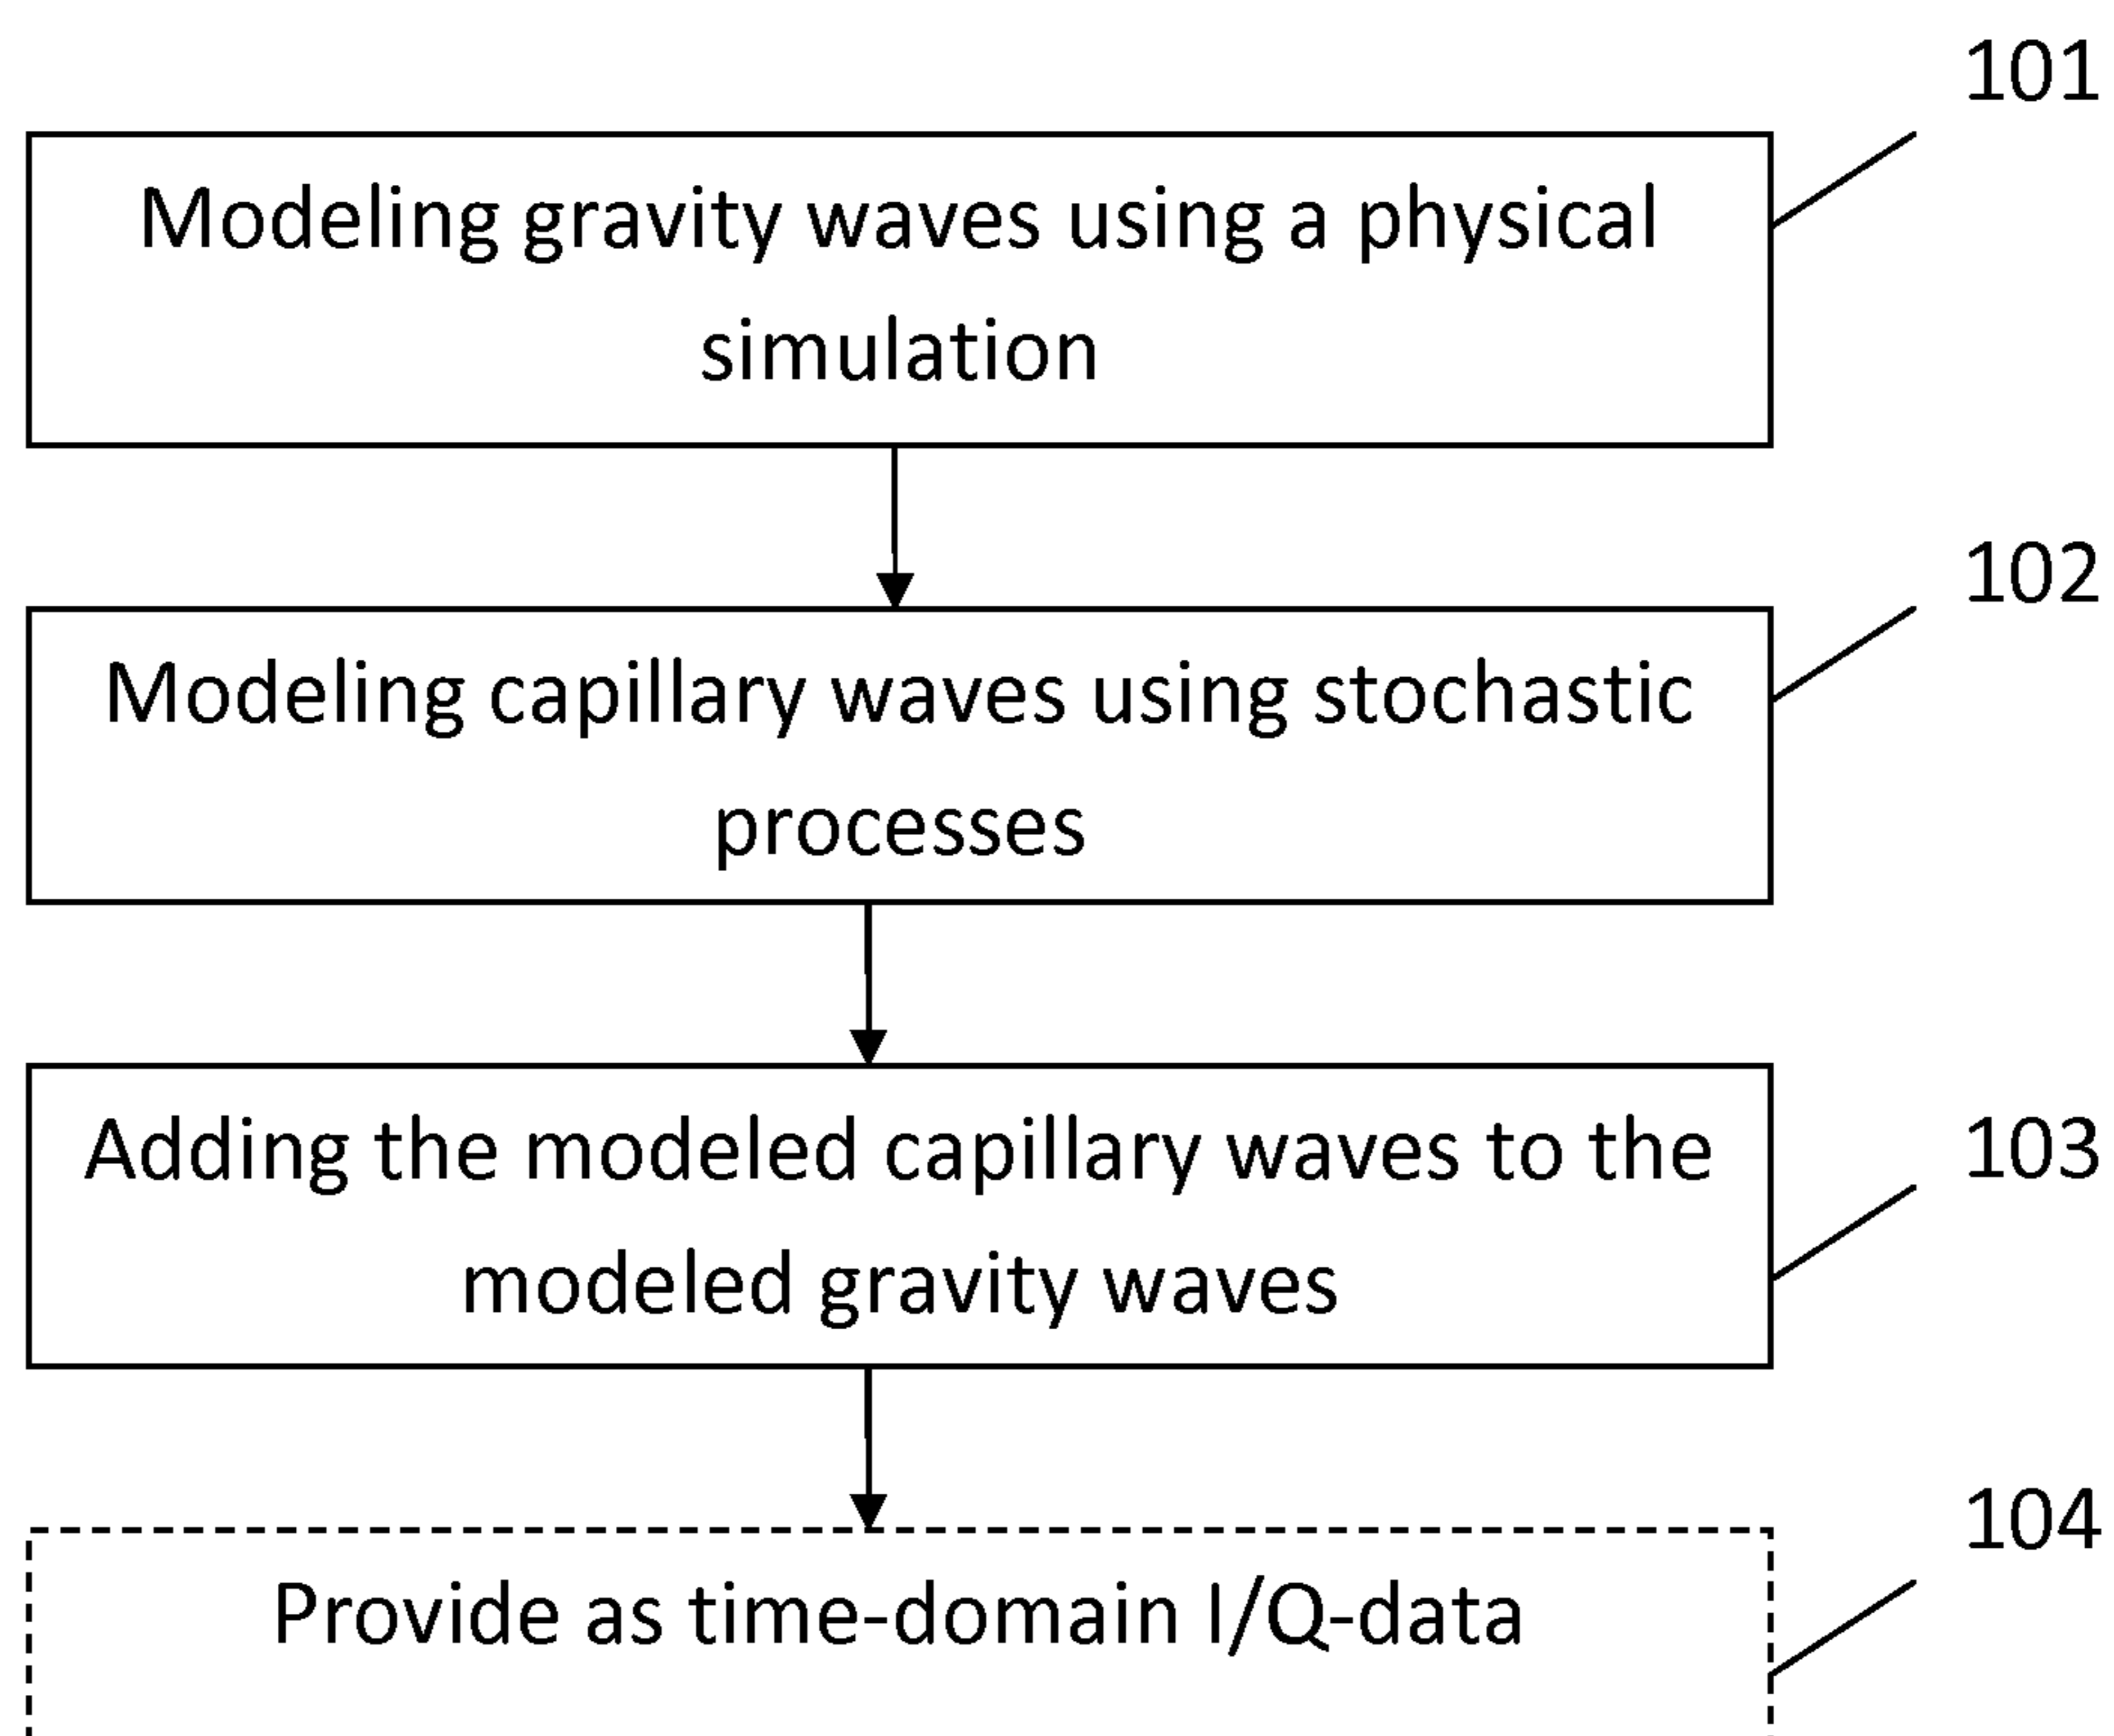 101
Modeling gravity waves using a physical
simulation
102
Modeling capillary waves using stochastic
processes
103
Adding the modeled capillary waves to the
modeled gravity waves
104
Provide as time-domain I/Q-data